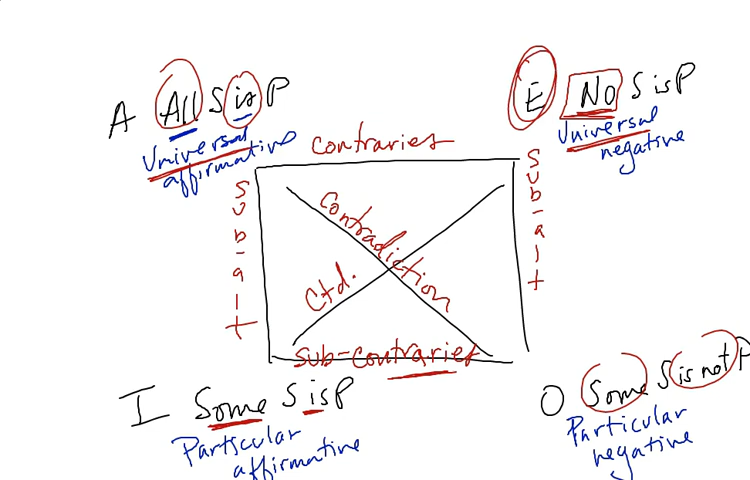 A All S is P
Universal
affirmative
E No S is P
Universal
negative
contraries
Sub-alt
Sub-alt
Contradiction
Ctd.
Sub-contraries
I Some S is P
Particular
affirmative
O Some S is not P
Particular
negative